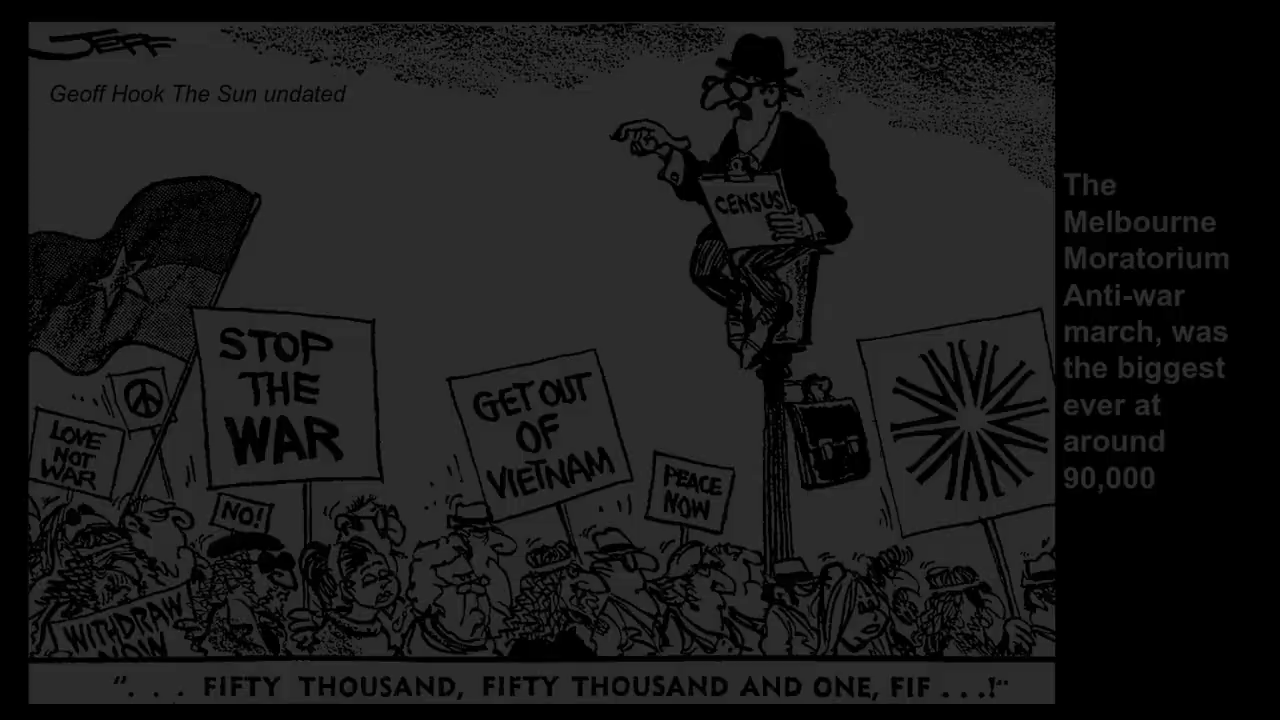 JEFF
Geoff Hook The Sun undated
CENSUS
The
Melbourne
Moratorium
Anti-war
march, was
the biggest
ever at
around
90,000
STOP
THE
WAR
GET OUT
OF
VIETNAM
LOVE
NOT
WAR
PEACE
NOW
NO!
WITHDRAW
NOW
“. . . FIFTY THOUSAND, FIFTY THOUSAND AND ONE, FIF . . .!“